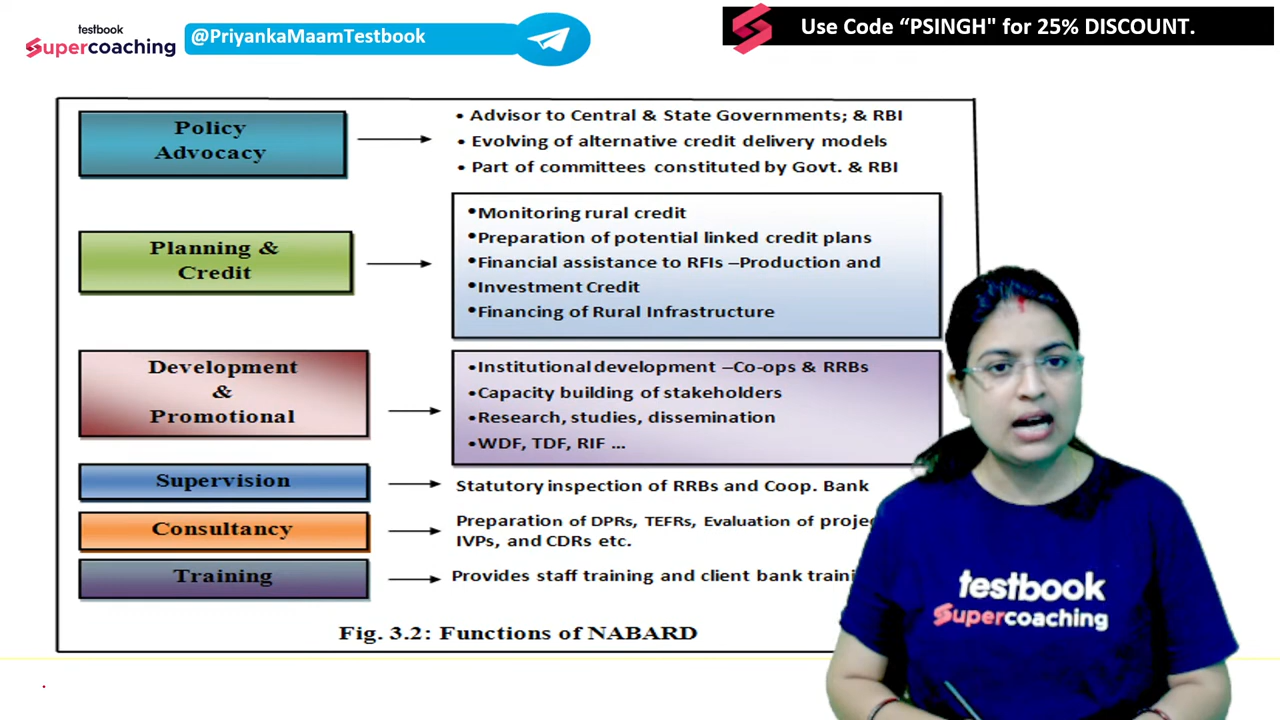 testbook
Supercoaching
@PriyankaMaamTestbook
Use Code “PSINGH" for 25% DISCOUNT.
Policy
Advocacy
• Advisor to Central & State Governments; & RBI
• Evolving of alternative credit delivery models
• Part of committees constituted by Govt. & RBI
Planning &
Credit
•Monitoring rural credit
•Preparation of potential linked credit plans
•Financial assistance to RFIs –Production and
•Investment Credit
•Financing of Rural Infrastructure
Development
&
Promotional
•Institutional development –Co-ops & RRBs
•Capacity building of stakeholders
•Research, studies, dissemination
•WDF, TDF, RIF ...
Supervision
Statutory inspection of RRBs and Coop. Bank
Consultancy
Preparation of DPRs, TEFRs, Evaluation of
IVPs, and CDRs etc.
Training
Provides staff training and client bank
Fig. 3.2: Functions of NABARD
testbook
Supercoaching